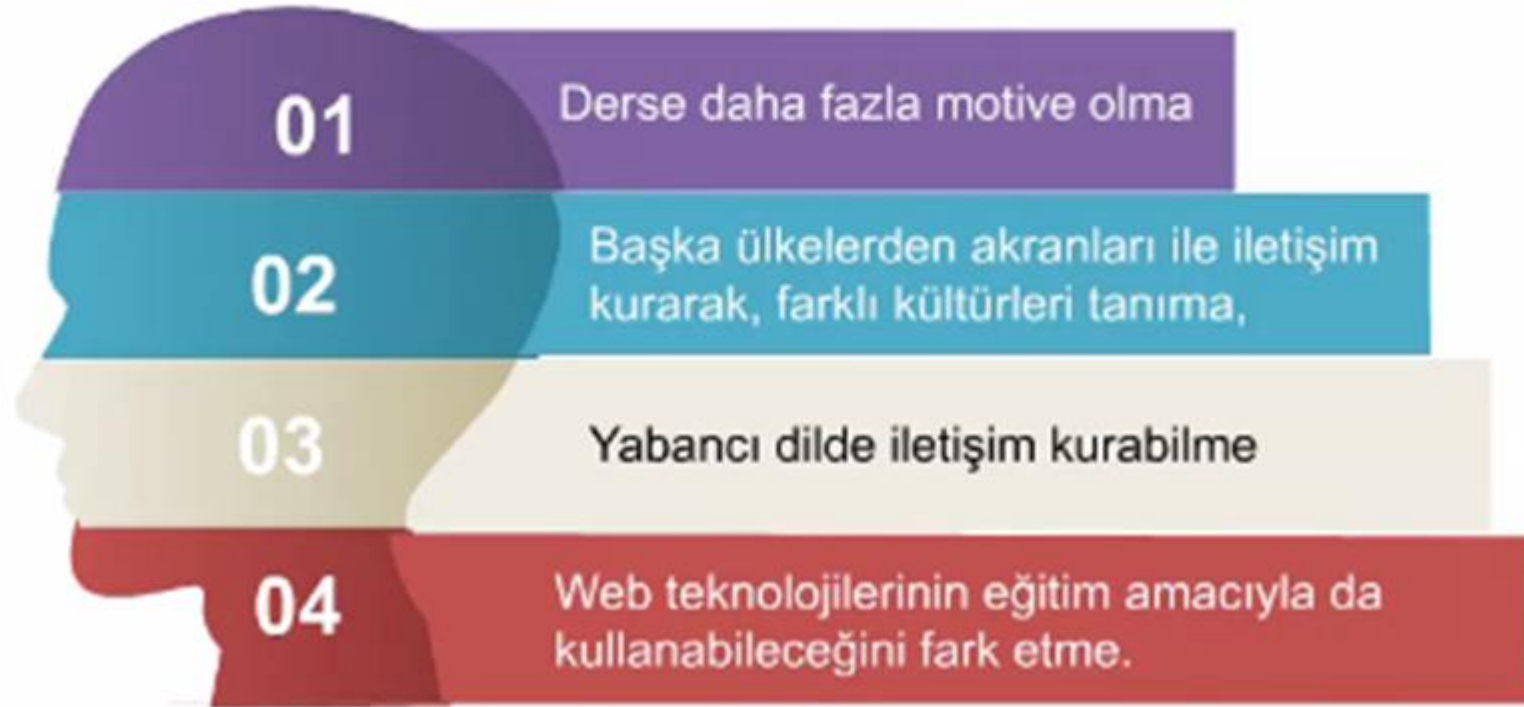 01
Derse daha fazla motive olma
02
Başka ülkelerden akranları ile iletişim
kurarak, farklı kültürleri tanıma,
03
Yabancı dilde iletişim kurabilme
04
Web teknolojilerinin eğitim amacıyla da
kullanabileceğini fark etme.